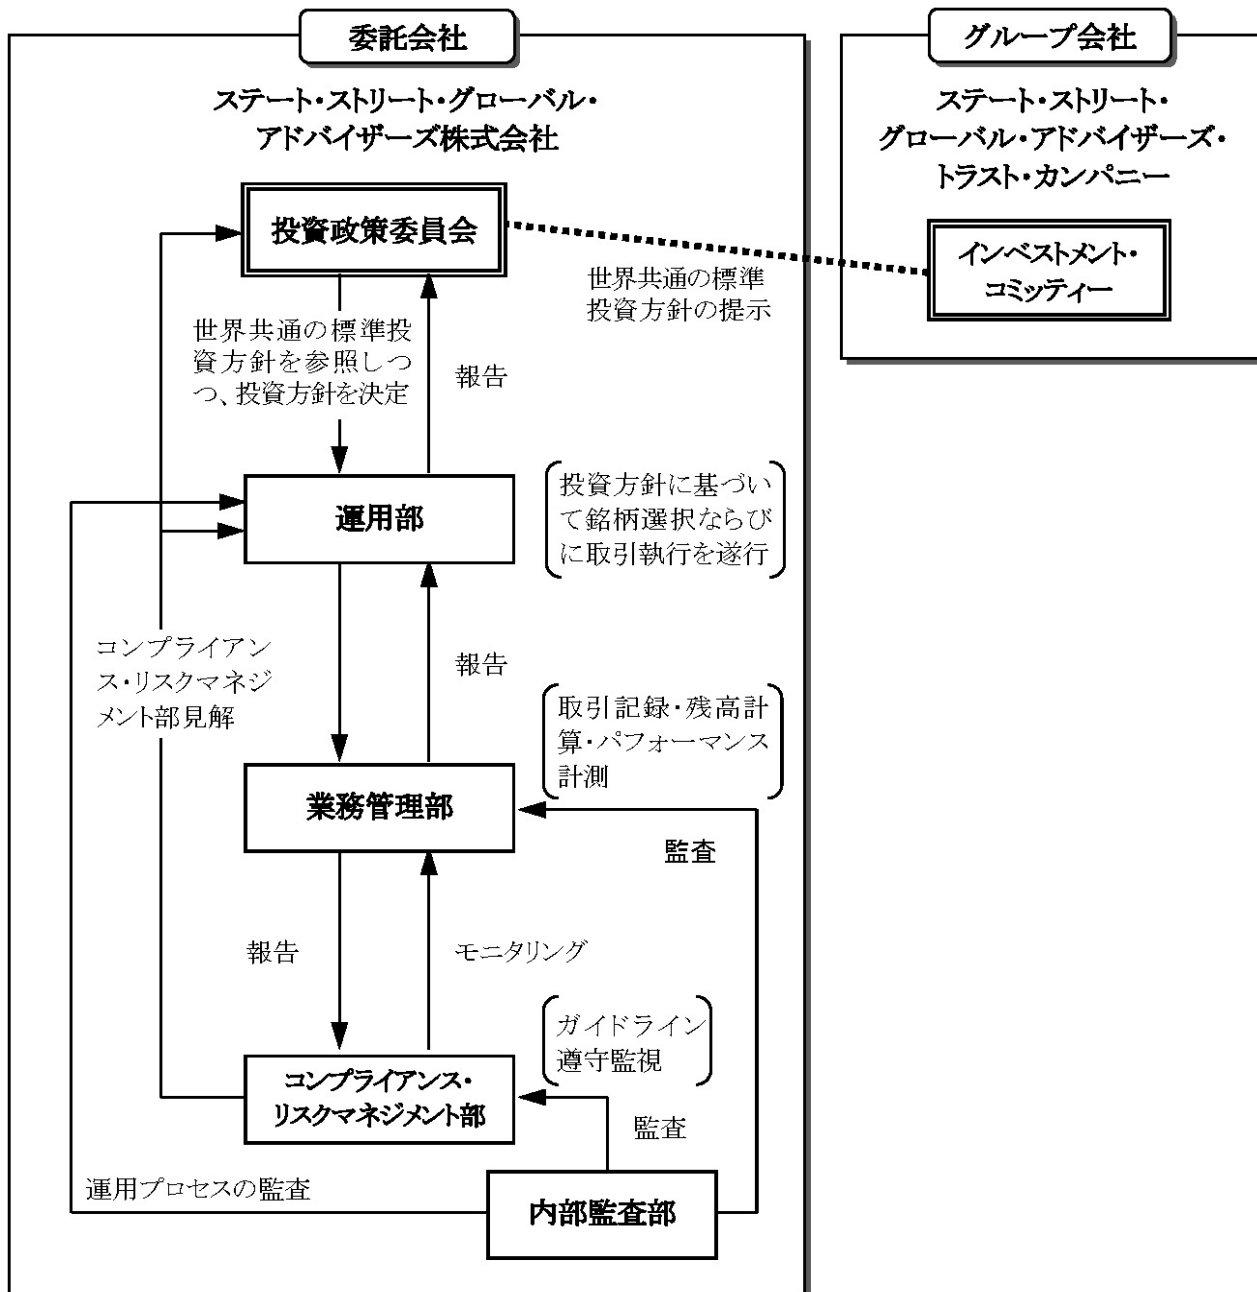 委託会社
ステート・ストリート・グローバル・
アドバイザーズ株式会社
グループ会社
ステート・ストリート・
グローバル・アドバイザーズ・
トラスト・カンパニー
投資政策委員会
インベストメント・
コミッティー
世界共通の標準
投資方針の提示
世界共通の標準投
資方針を参照しつ
つ、投資方針を決定
報告
運用部
投資方針に基づい
て銘柄選択ならび
に取引執行を遂行
コンプライアン
ス・リスクマネジ
メント部見解
報告
取引記録・残高計
算・パフォーマンス
計測
業務管理部
監査
報告
モニタリング
ガイドライン
遵守監視
コンプライアンス・
リスクマネジメント部
監査
運用プロセスの監査
内部監査部